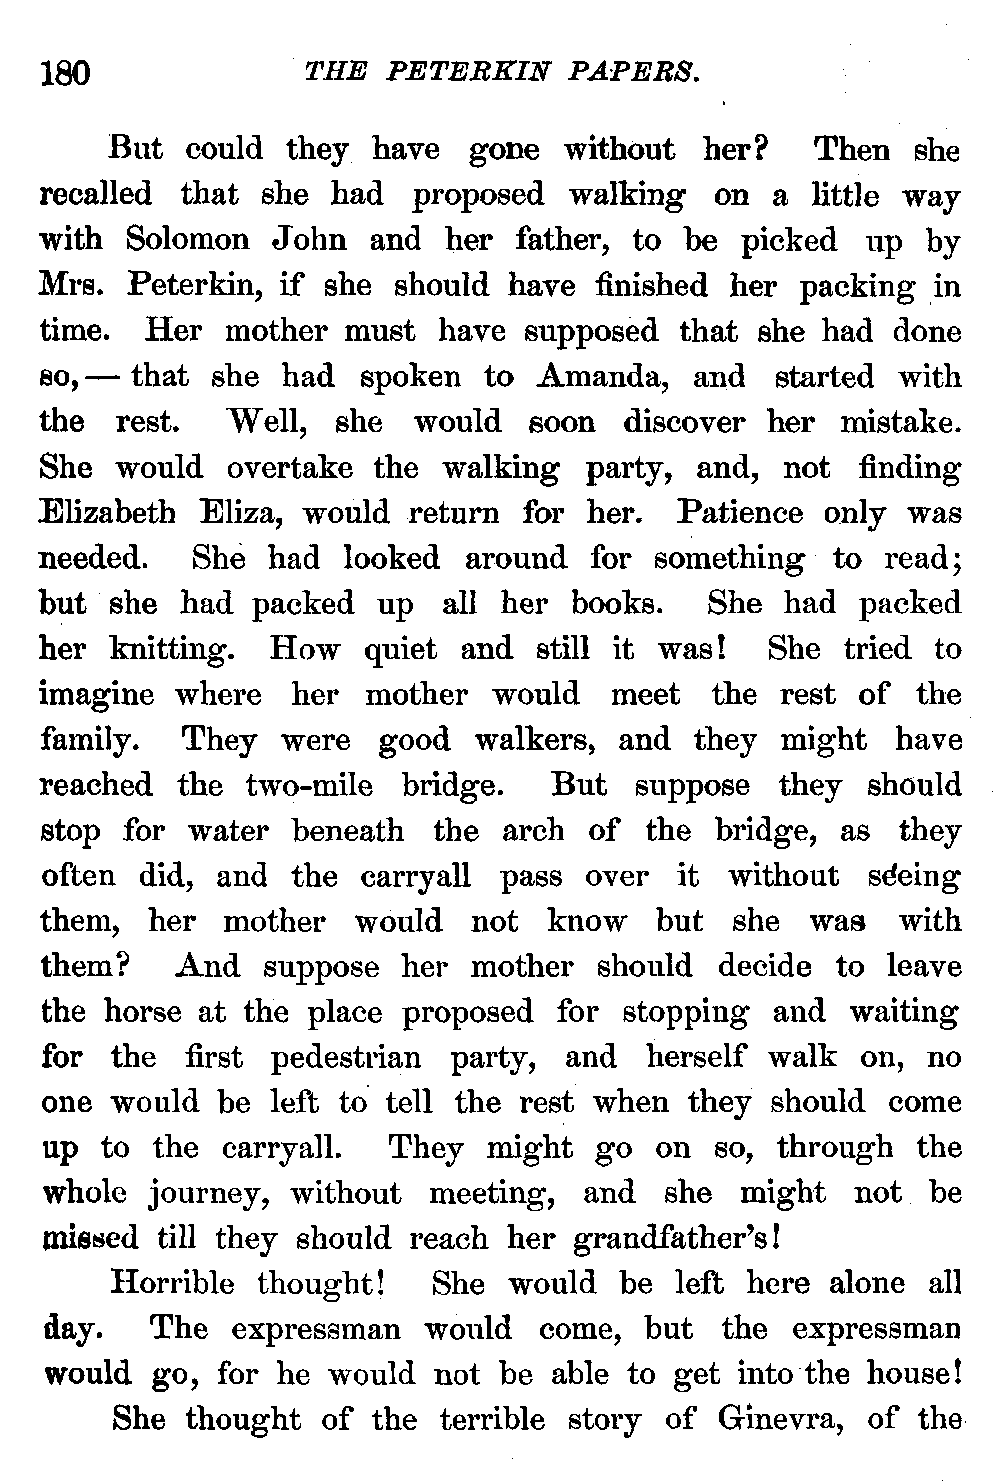 180 THE PETERKIN PAPERS.
But could they have gone without her? Then she
recalled that she had proposed walking on a little way
with Solomon John and her father, to be picked up by
Mrs. Peterkin, if she should have finished her packing in
time. Her mother must have supposed that she had done
so,— that she had spoken to Amanda, and started with
the rest. Well, she would soon discover her mistake.
She would overtake the walking party, and, not finding
Elizabeth Eliza, would return for her. Patience only was
needed. She had looked around for something to read;
but she had packed up all her books. She had packed
her knitting. How quiet and still it was! She tried to
imagine where her mother would meet the rest of the
family. They were good walkers, and they might have
reached the two-mile bridge. But suppose they should
stop for water beneath the arch of the bridge, as they
often did, and the carryall pass over it without seeing
them, her mother would not know but she was with
them? And suppose her mother should decide to leave
the horse at the place proposed for stopping and waiting
for the first pedestrian party, and herself walk on, no
one would be left to tell the rest when they should come
up to the carryall. They might go on so, through the
whole journey, without meeting, and she might not be
missed till they should reach her grandfather's!
Horrible thought! She would be left here alone all
day. The expressman would come, but the expressman
would go, for he would not be able to get into the house!
She thought of the terrible story of Ginevra, of the